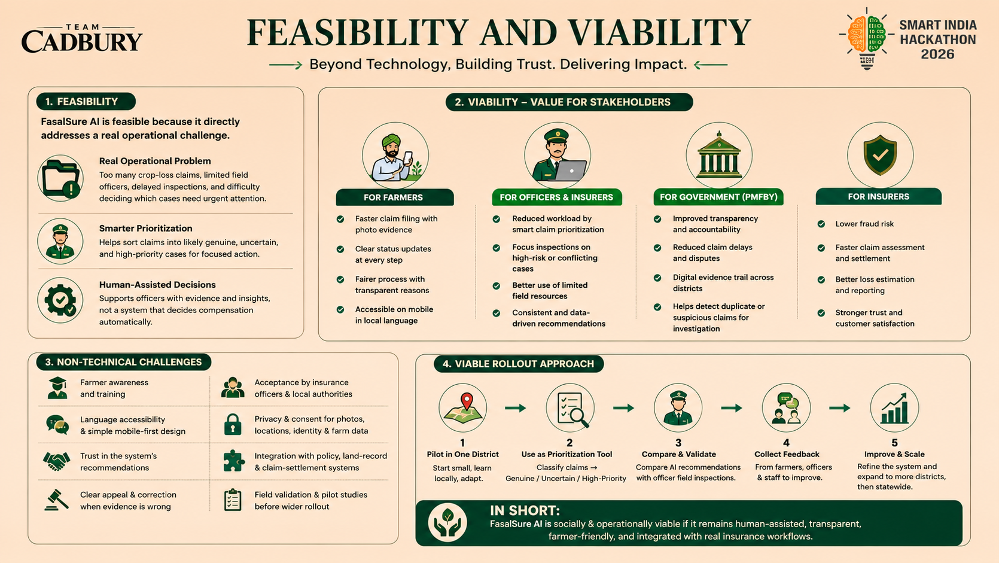 TEAM
CADBURY
FEASIBILITY AND VIABILITY
Beyond Technology, Building Trust. Delivering Impact.
SMART INDIA
HACKATHON
2026
1. FEASIBILITY
FasalSure AI is feasible because it directly
addresses a real operational challenge.
Real Operational Problem
Too many crop-loss claims, limited field
officers, delayed inspections, and difficulty
deciding which cases need urgent attention.
Smarter Prioritization
Helps sort claims into likely genuine, uncertain,
and high-priority cases for focused action.
Human-Assisted Decisions
Supports officers with evidence and insights,
not a system that decides compensation
automatically.
2. VIABILITY – VALUE FOR STAKEHOLDERS
FOR FARMERS
Faster claim filing with
photo evidence
Clear status updates
at every step
Fairer process with
transparent reasons
Accessible on mobile
in local language
FOR OFFICERS & INSURERS
Reduced workload by
smart claim prioritization
Focus inspections on
high-risk or conflicting
cases
Better use of limited
field resources
Consistent and data-
driven recommendations
FOR GOVERNMENT (PMFBY)
Improved transparency
and accountability
Reduced claim delays
and disputes
Digital evidence trail across
districts
Helps detect duplicate or
suspicious claims for
investigation
FOR INSURERS
Lower fraud risk
Faster claim assessment
and settlement
Better loss estimation
and reporting
Stronger trust and
customer satisfaction
3. NON-TECHNICAL CHALLENGES
Farmer awareness
and training
Language accessibility
& simple mobile-first design
Trust in the system's
recommendations
Clear appeal & correction
when evidence is wrong
Acceptance by insurance
officers & local authorities
Privacy & consent for photos,
locations, identity & farm data
Integration with policy, land-record
& claim-settlement systems
Field validation & pilot studies
before wider rollout
4. VIABLE ROLLOUT APPROACH
1
Pilot in One District
Start small, learn
locally, adapt.
2
Use as Prioritization Tool
Classify claims →
Genuine / Uncertain / High-Priority
3
Compare & Validate
Compare AI recommendations
with officer field inspections.
4
Collect Feedback
From farmers, officers
& staff to improve.
5
Improve & Scale
Refine the system and
expand to more districts,
then statewide.
IN SHORT:
FasalSure AI is socially & operationally viable if it remains human-assisted, transparent,
farmer-friendly, and integrated with real insurance workflows.